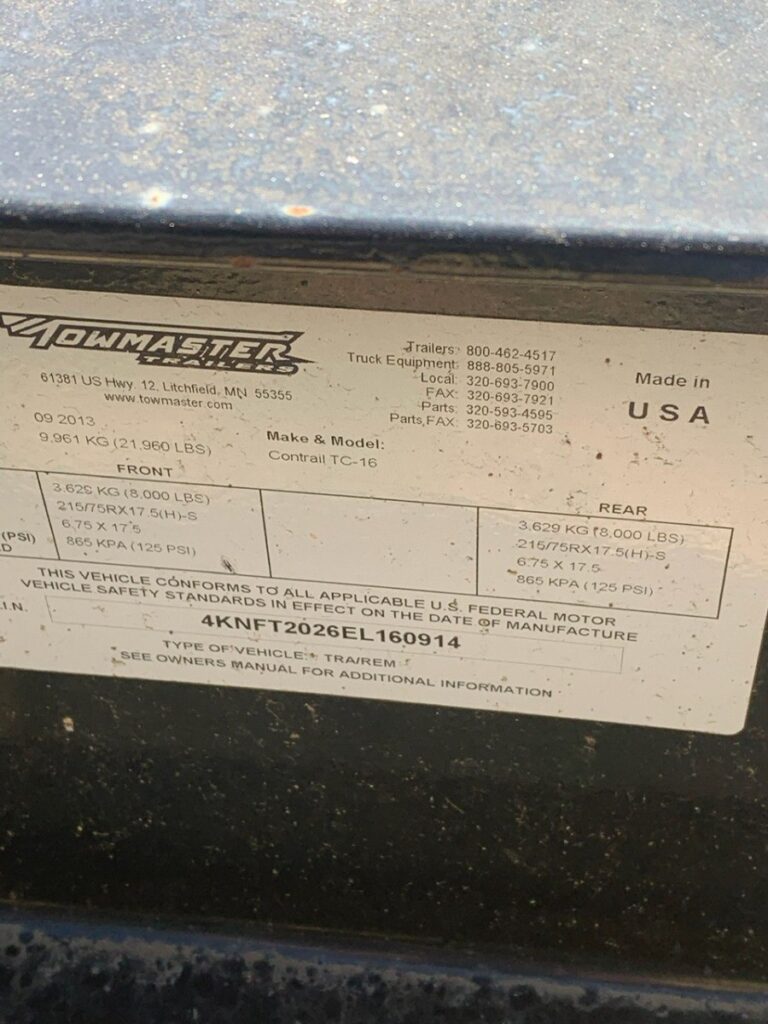 TOWMASTER
TRAILERS
61381 US Hwy. 12, Litchfield, MN 55355
www.towmaster.com
Trailers: 800-462-4517
Truck Equipment: 888-805-5971
Local: 320-693-7900
FAX: 320-693-7921
Parts: 320-593-4595
Parts FAX: 320-693-5703
Made in
USA
09 2013
9,961 KG (21,960 LBS)
Make & Model:
Contrail TC-16
FRONT
3,629 KG (8,000 LBS)
215/75RX17.5(H)-S
6.75 X 17.5
865 KPA (125 PSI)
REAR
3,629 KG (8,000 LBS)
215/75RX17.5(H)-S
6.75 X 17.5
865 KPA (125 PSI)
(PSI)
D
THIS VEHICLE CONFORMS TO ALL APPLICABLE U.S. FEDERAL MOTOR
VEHICLE SAFETY STANDARDS IN EFFECT ON THE DATE OF MANUFACTURE
.I.N. 4KNFT2026EL160914
TYPE OF VEHICLE: TRA/REM
SEE OWNERS MANUAL FOR ADDITIONAL INFORMATION